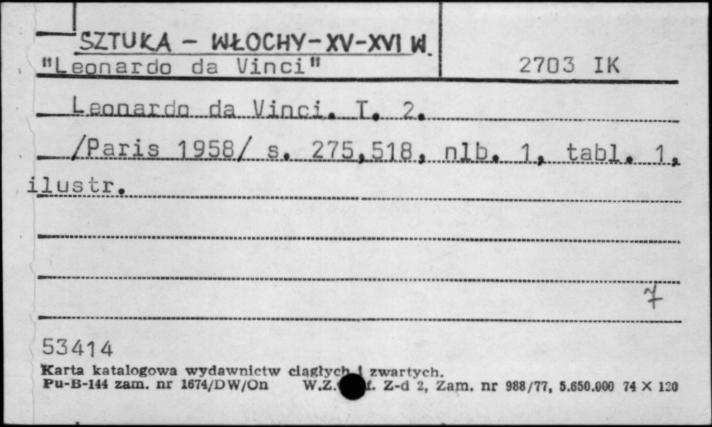 SZTUKA - WŁOCHY-XV-XVI W.
"Leonardo da Vinci" 2703 IK
Leonardo da Vinci. T. 2.
/Paris 1958/ s. 275,518, nlb. 1, tabl. 1,
ilustr.
7
53414
Karta katalogowa wydawnictw ciągłych i zwartych.
Pu-B-144 zam. nr 1674/DW/On W.Z. f. Z-d 2, Zam. nr 988/77, 5.650.000 74 X 120